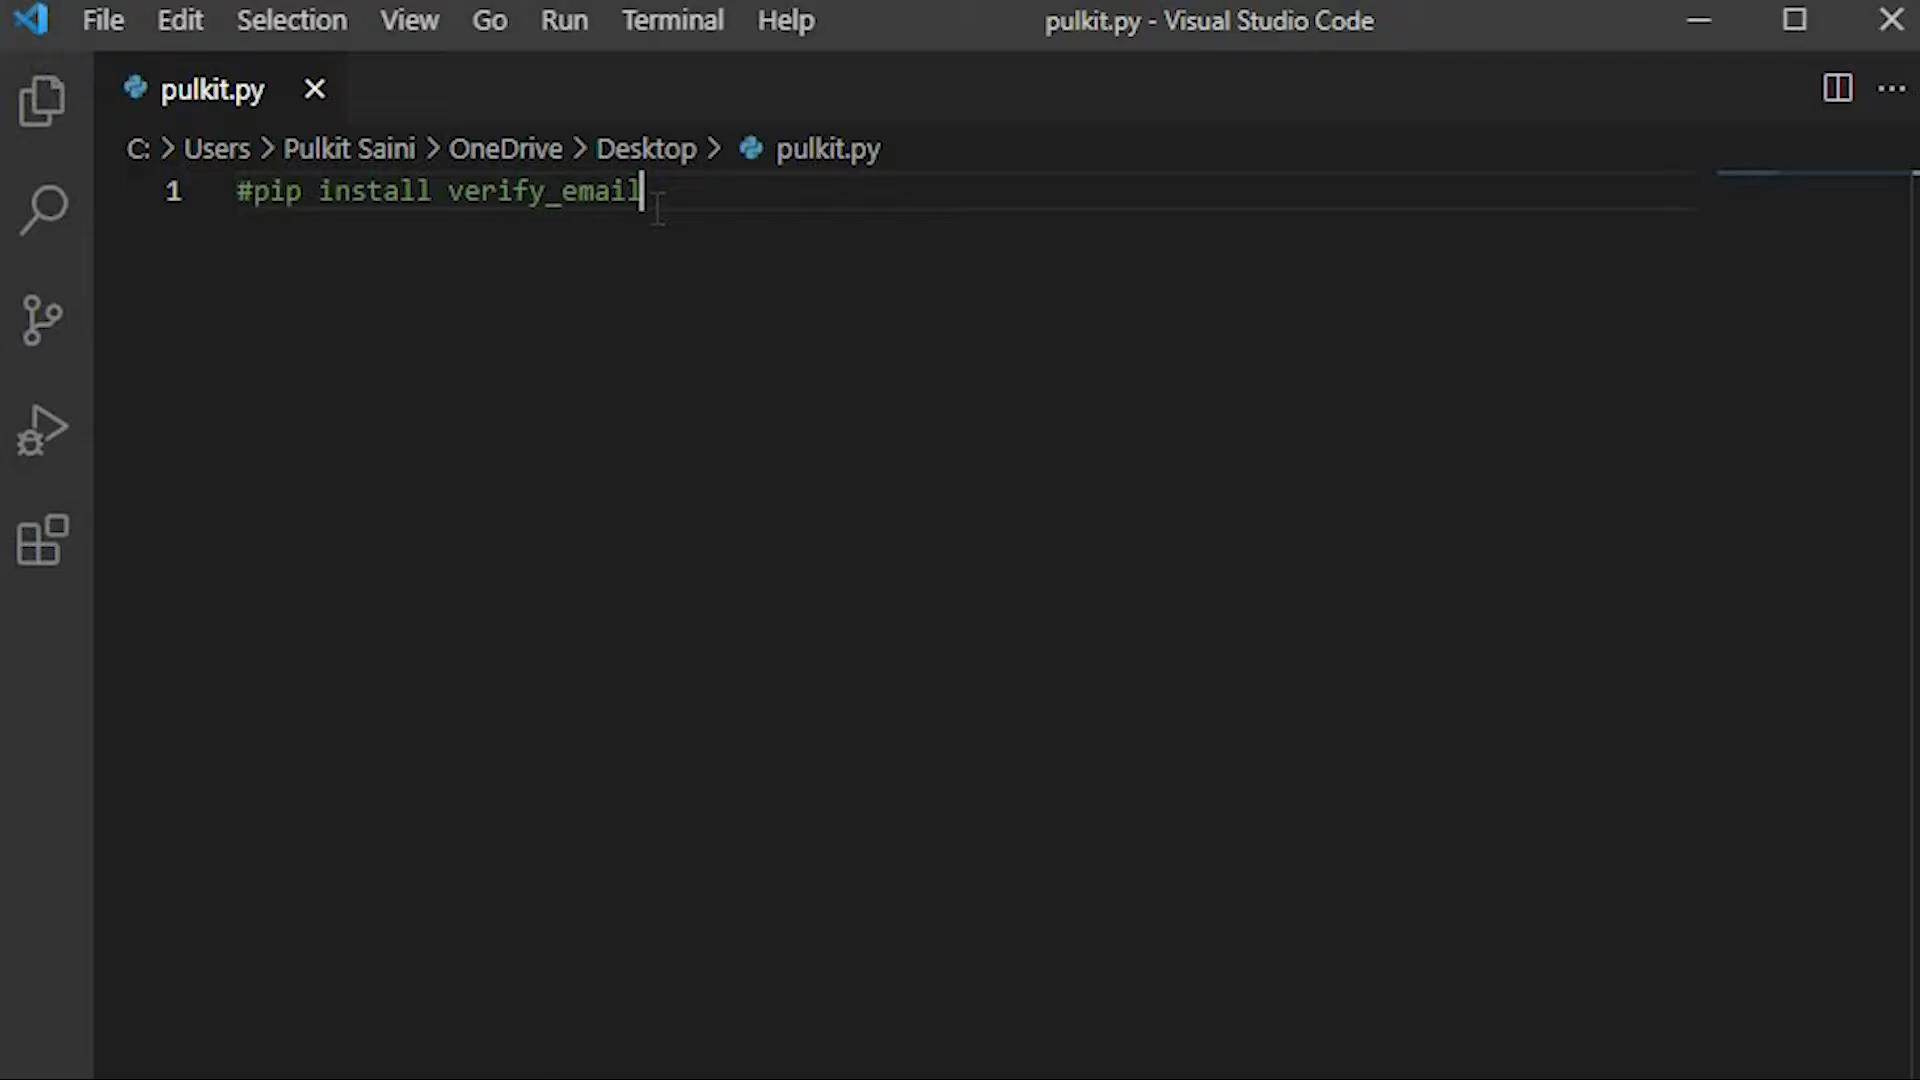 File Edit Selection View Go Run Terminal Help pulkit.py - Visual Studio Code
pulkit.py
C: > Users > Pulkit Saini > OneDrive > Desktop > pulkit.py
1 #pip install verify_email